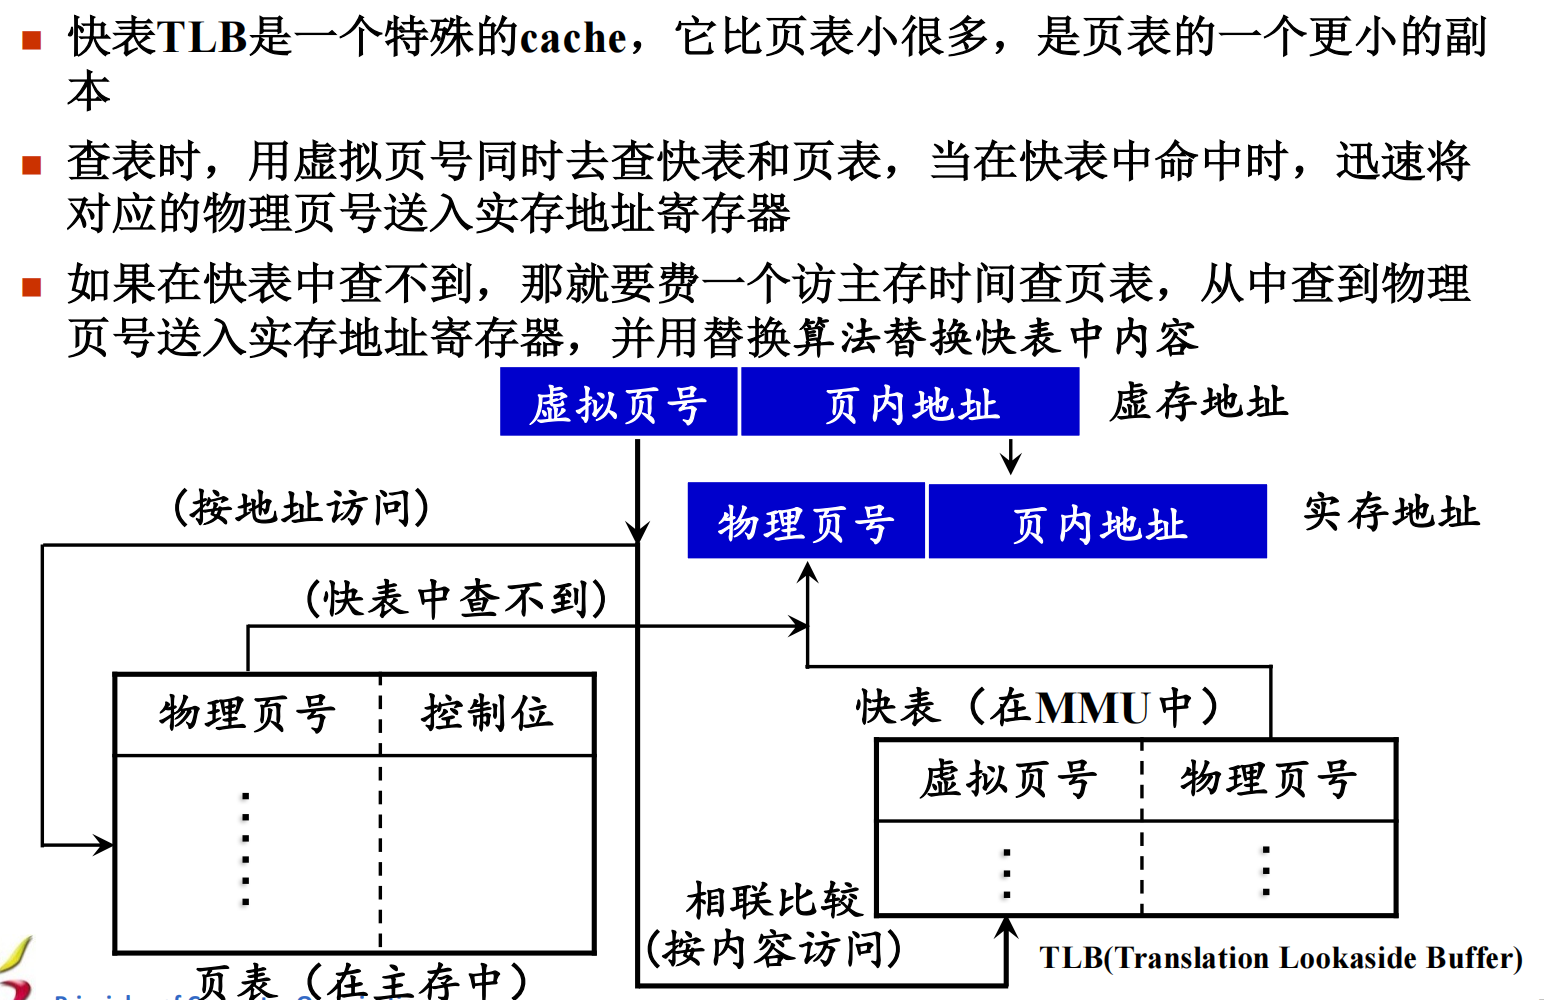 快表TLB是一个特殊的cache，它比页表小很多，是页表的一个更小的副
本
查表时，用虚拟页号同时去查快表和页表，当在快表中命中时，迅速将
对应的物理页号送入实存地址寄存器
如果在快表中查不到，那就要费一个访主存时间查页表，从中查到物理
页号送入实存地址寄存器，并用替换算法替换快表中内容
虚拟页号 页内地址 虚存地址
(按地址访问)
物理页号 页内地址 实存地址
(快表中查不到)
物理页号 控制位
快表（在MMU中）
虚拟页号 物理页号
相联比较
(按内容访问)
TLB(Translation Lookaside Buffer)
页表（在主存中）